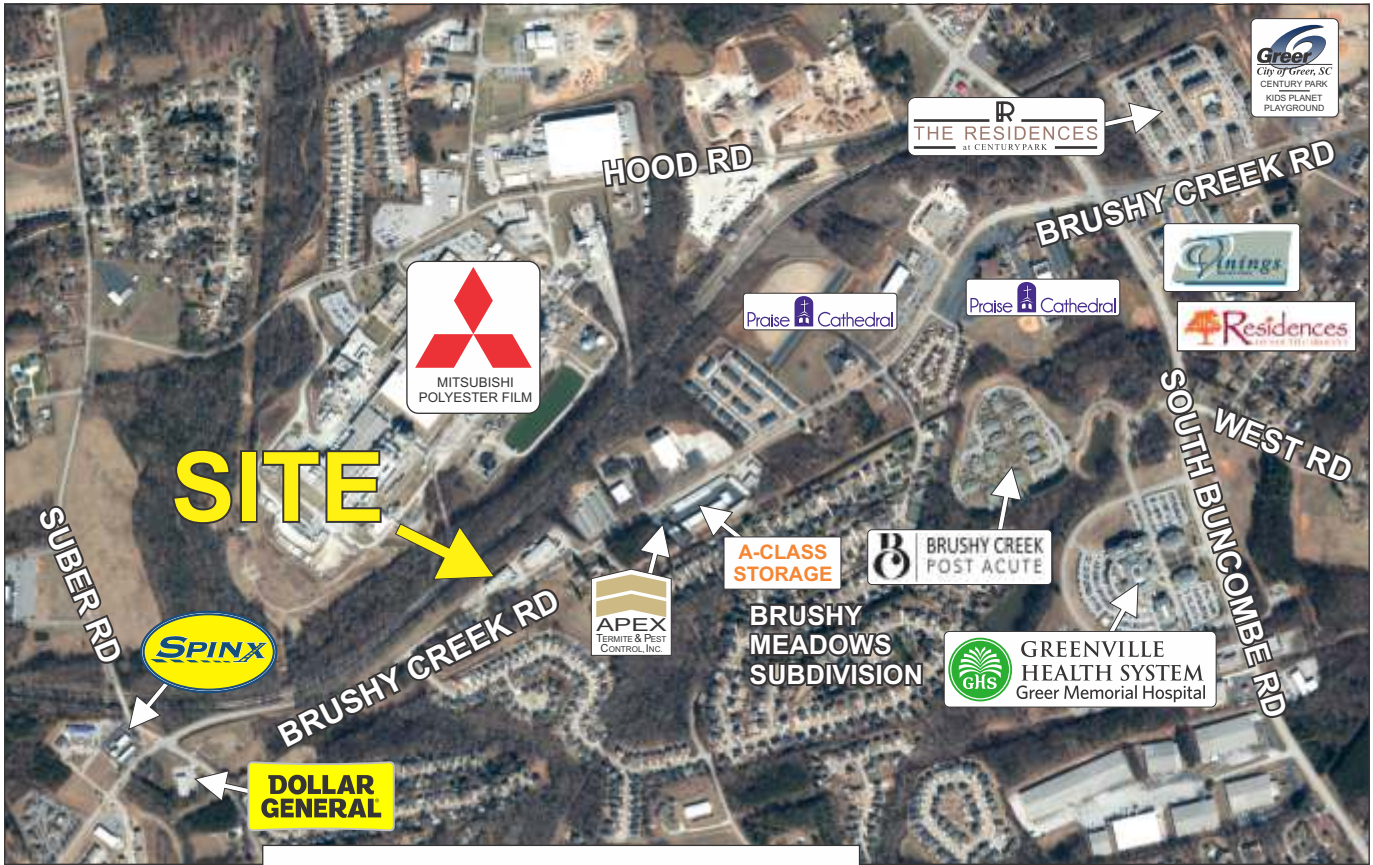 Greer
City of Greer, SC
CENTURY PARK
KIDS PLANET
PLAYGROUND
R
THE RESIDENCES
at CENTURY PARK
HOOD RD
BRUSHY CREEK RD
Vinings
Praise Cathedral
Praise Cathedral
Residences
MITSUBISHI
POLYESTER FILM
SOUTH BUNCOMBE RD
WEST RD
SITE
SUBER RD
BRUSHY CREEK
POST ACUTE
A-CLASS
STORAGE
APEX
TERMITE & PEST
CONTROL, INC.
BRUSHY CREEK RD
BRUSHY
MEADOWS
SUBDIVISION
SPINX
GHS
GREENVILLE
HEALTH SYSTEM
Greer Memorial Hospital
DOLLAR
GENERAL